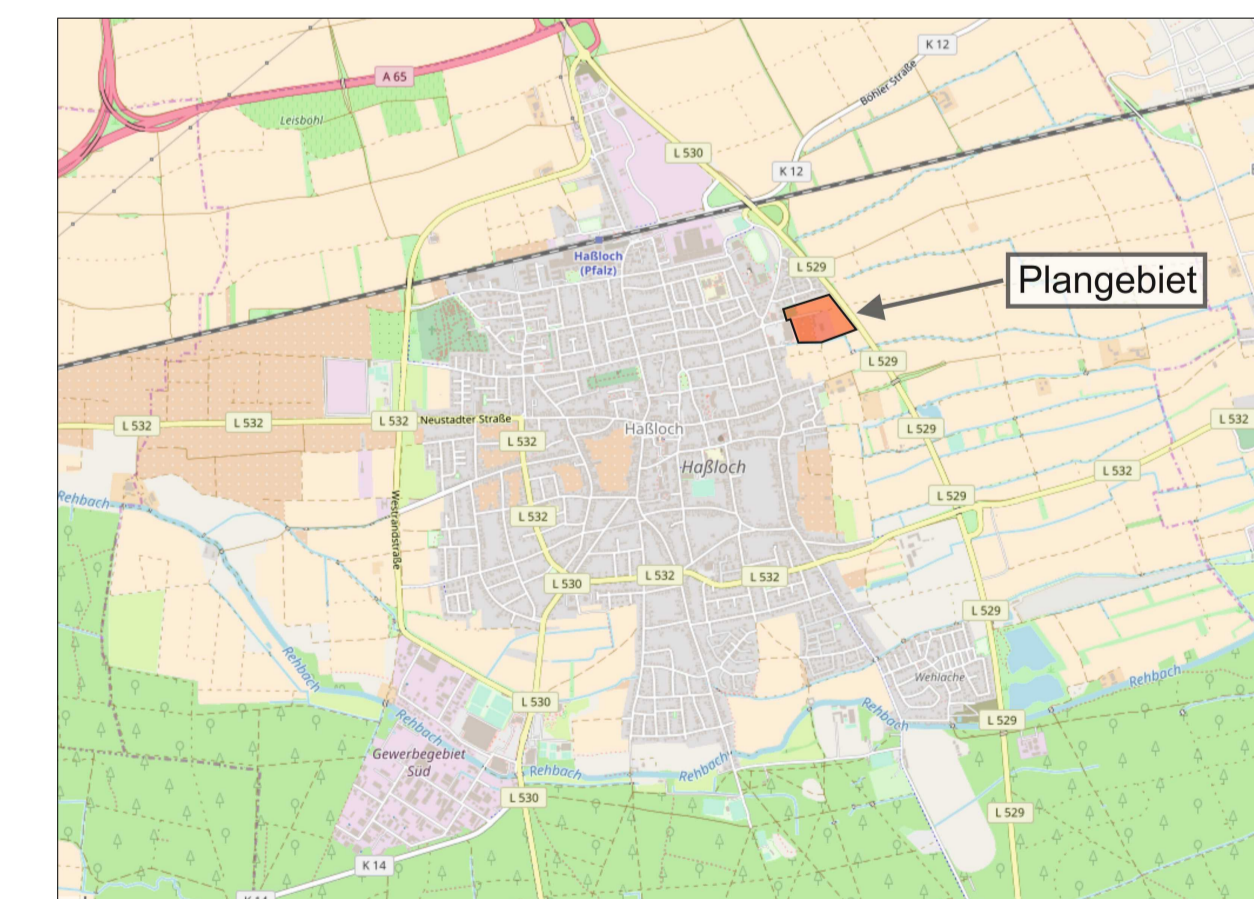 K 12
A 65
Böhler Straße
Leisböhl
L 530
K 12
Haßloch
(Pfalz)
L 529
Plangebiet
L 529
L 532
L 532
L 532
Neustadter Straße
L 532
L 532
Haßloch
L 529
Haßloch
L 532
Rehbach
L 529
Westrandstraße
L 532
L 530
L 532
L 532
L 529
Rehbach
Wehlache
Rehbach
L 530
Rehbach
Rehbach
L 529
Gewerbegebiet
Süd
Rehbach
Rehbach
L 530
L 529
K 14